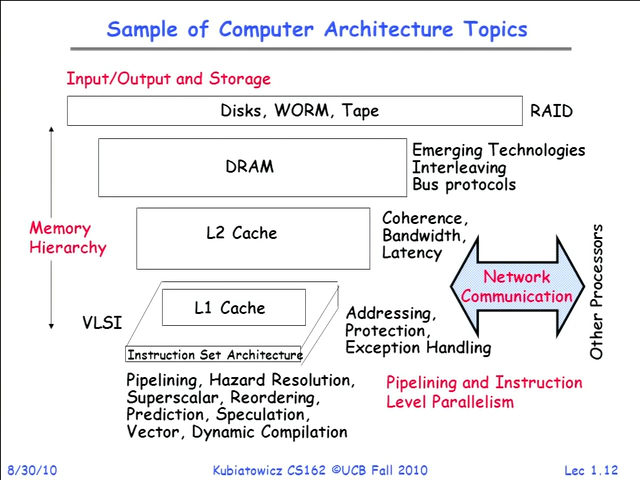 Sample of Computer Architecture Topics
Input/Output and Storage
Disks, WORM, Tape
RAID
DRAM
Emerging Technologies
Interleaving
Bus protocols
Memory
Hierarchy
L2 Cache
Coherence,
Bandwidth,
Latency
Network
Communication
Other Processors
L1 Cache
VLSI
Addressing,
Protection,
Exception Handling
Instruction Set Architecture
Pipelining, Hazard Resolution,
Superscalar, Reordering,
Prediction, Speculation,
Vector, Dynamic Compilation
Pipelining and Instruction
Level Parallelism
8/30/10
Kubiatowicz CS162 ©UCB Fall 2010
Lec 1.12